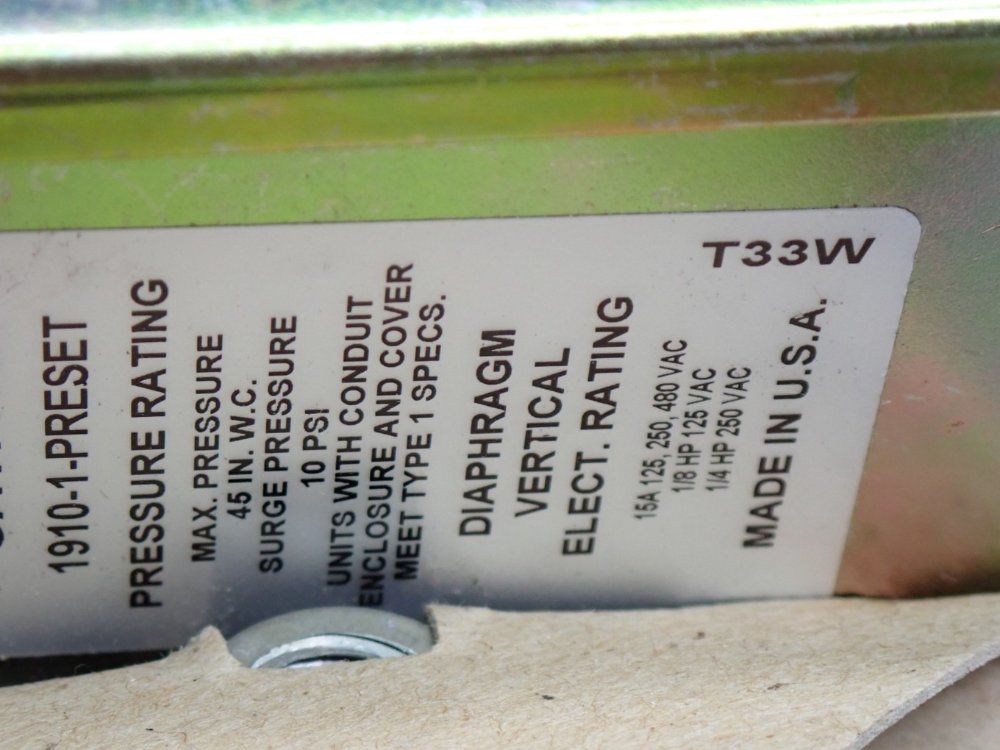 1910-1-PRESET
PRESSURE RATING
MAX. PRESSURE
45 IN. W.C.
SURGE PRESSURE
10 PSI
UNITS WITH CONDUIT
ENCLOSURE AND COVER
MEET TYPE 1 SPECS.
DIAPHRAGM
VERTICAL
ELECT. RATING
15A 125, 250, 480 VAC
1/8 HP 125 VAC
1/4 HP 250 VAC
MADE IN U.S.A.
T33W